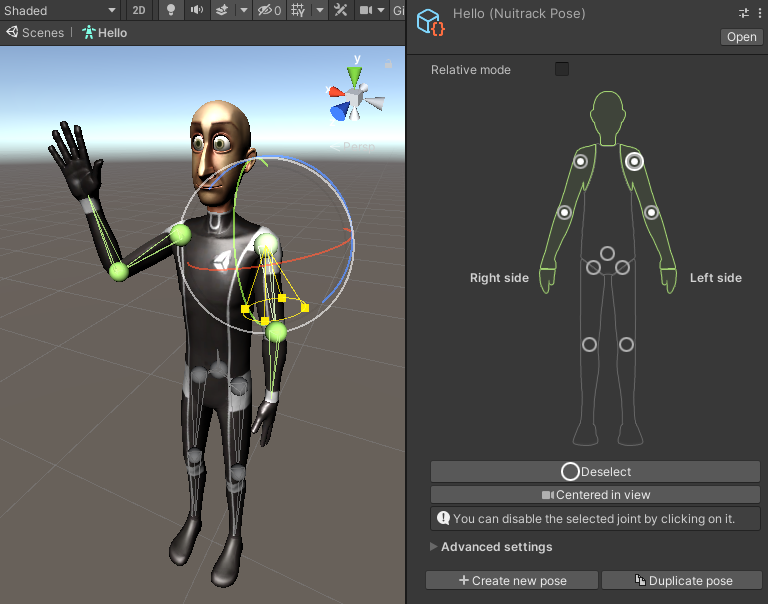 Shaded
2D
0
Gi
Scenes
Hello
y
Persp
Hello (Nuitrack Pose)
Open
Relative mode
Right side
Left side
Deselect
Centered in view
You can disable the selected joint by clicking on it.
Advanced settings
Create new pose
Duplicate pose